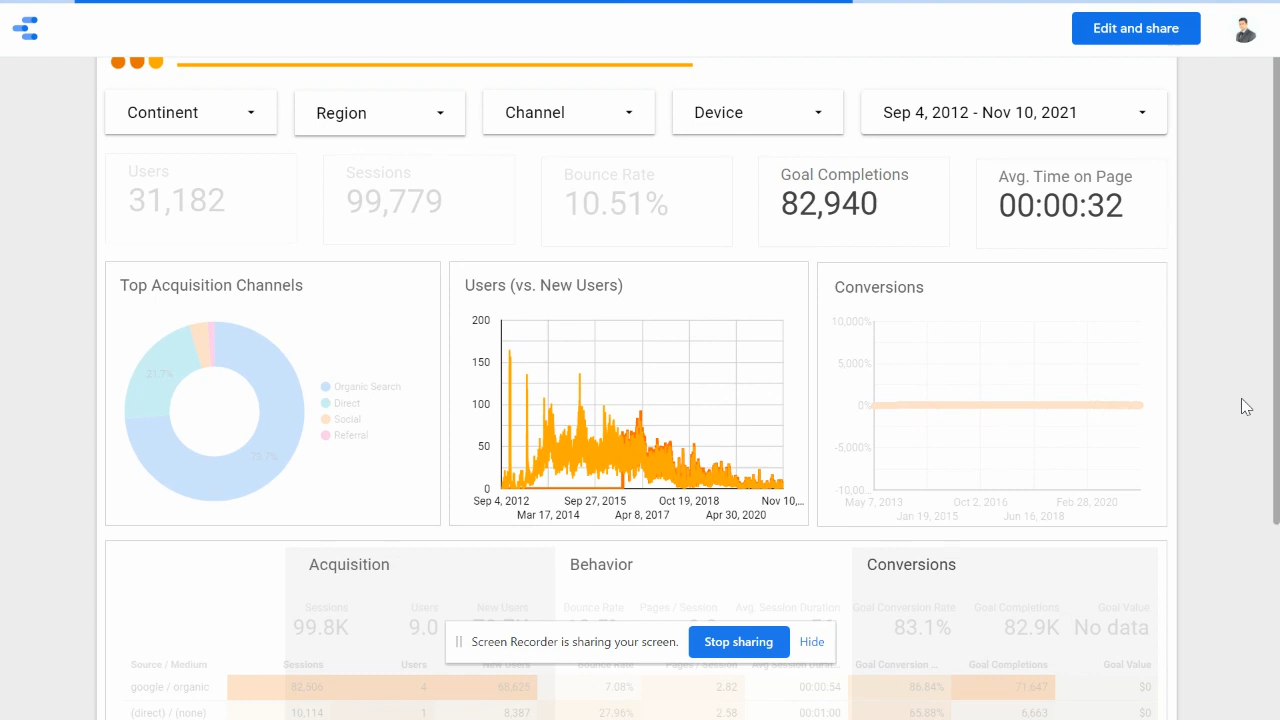 Edit and share
Continent
Region
Channel
Device
Sep 4, 2012 - Nov 10, 2021
Users
31,182
Sessions
99,779
Bounce Rate
10.51%
Goal Completions
82,940
Avg. Time on Page
00:00:32
Top Acquisition Channels
Organic Search
Direct
Social
Referral
Users (vs. New Users)
200
150
100
50
0
Sep 4, 2012
Sep 27, 2015
Oct 19, 2018
Nov 10,...
Mar 17, 2014
Apr 8, 2017
Apr 30, 2020
Conversions
10,000%
5,000%
0%
-5,000%
-10,00...
May 7, 2013
Oct 2, 2016
Feb 28, 2020
Jan 19, 2015
Jun 16, 2018
Acquisition
Behavior
Conversions
Sessions
Users
New Users
Bounce Rate
Pages / Session
Avg. Session Duration
Goal Conversion Rate
Goal Completions
Goal Value
99.8K
9.0
83.1%
82.9K
No data
Screen Recorder is sharing your screen.
Stop sharing
Hide
Source / Medium
Sessions
Users
New Users
Bounce Rate
Pages / Session
Goal Conversion ...
Goal Completions
Goal Value
google / organic
82,506
4
68,625
7.08%
2.82
00:00:54
86.84%
71,647
$0
(direct) / (none)
10,114
1
8,387
27.96%
2.58
00:01:00
65.88%
6,663
$0